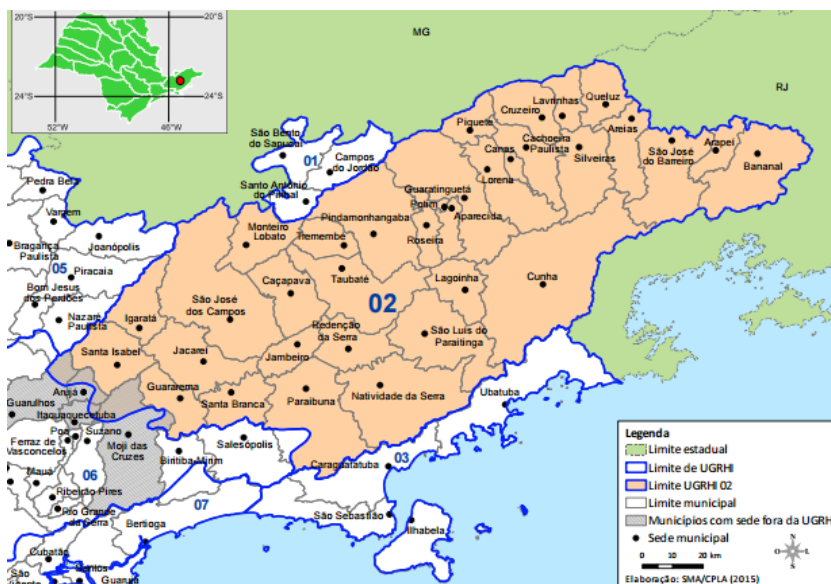 20°S
24°S
52°W
46°W
20°S
24°S
MG
RJ
São Bento
do Sapucaí
01
Campos
do Jordão
Santo Antônio
do Pinhal
Pedra Bela
Vargem
Joanópolis
Bragança
Paulista
05
Piracaia
Bom Jesus
dos Perdões
Nazaré
Paulista
Piquete
Cruzeiro
Lavrinhas
Queluz
Areias
Canas
Cachoeira
Paulista
Lorena
Silveiras
São José
do Barreiro
Arapeí
Bananal
Guaratinguetá
Potim
Aparecida
Roseira
Pindamonhangaba
Tremembé
Monteiro
Lobato
Taubaté
Caçapava
02
Lagoinha
Cunha
São José
dos Campos
Igaratá
Redenção
da Serra
São Luis do
Paraitinga
Santa Isabel
Jacareí
Jambeiro
Guararema
Santa Branca
Paraibuna
Natividade da Serra
Ubatuba
Arujá
Guarulhos
Itaquaquecetuba
Poá
Suzano
Ferraz de
Vasconcelos
Moji das
Cruzes
Biritiba-Mirim
Salesópolis
Mauá
06
Ribeirão Pires
Rio Grande
da Serra
Caraguatatuba
03
07
São Sebastião
Ilhabela
Bertioga
Cubatão
Santos
São
Guarujá
Legenda
Limite estadual
Limite de UGRHI
Limite UGRHI 02
Limite municipal
Municípios com sede fora da UGRH
Sede municipal
N
O
L
S
0 10 20 km
Elaboração: SMA/CPLA (2015)